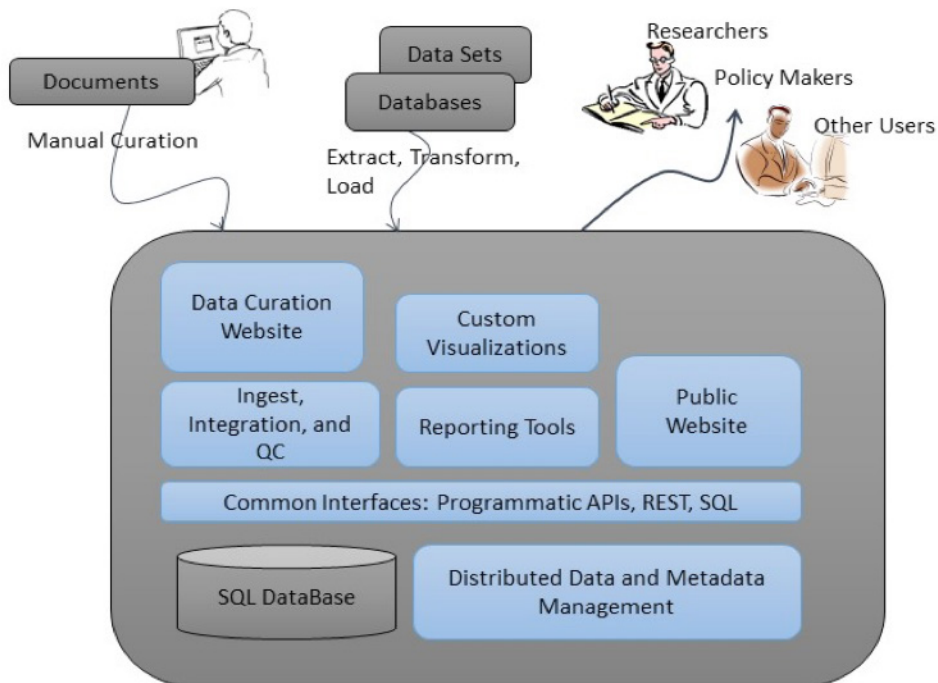 Documents
Manual Curation
Data Sets
Databases
Extract, Transform,
Load
Researchers
Policy Makers
Other Users
Data Curation
Website
Custom
Visualizations
Ingest,
Integration, and
QC
Reporting Tools
Public
Website
Common Interfaces: Programmatic APIs, REST, SQL
SQL DataBase
Distributed Data and Metadata
Management